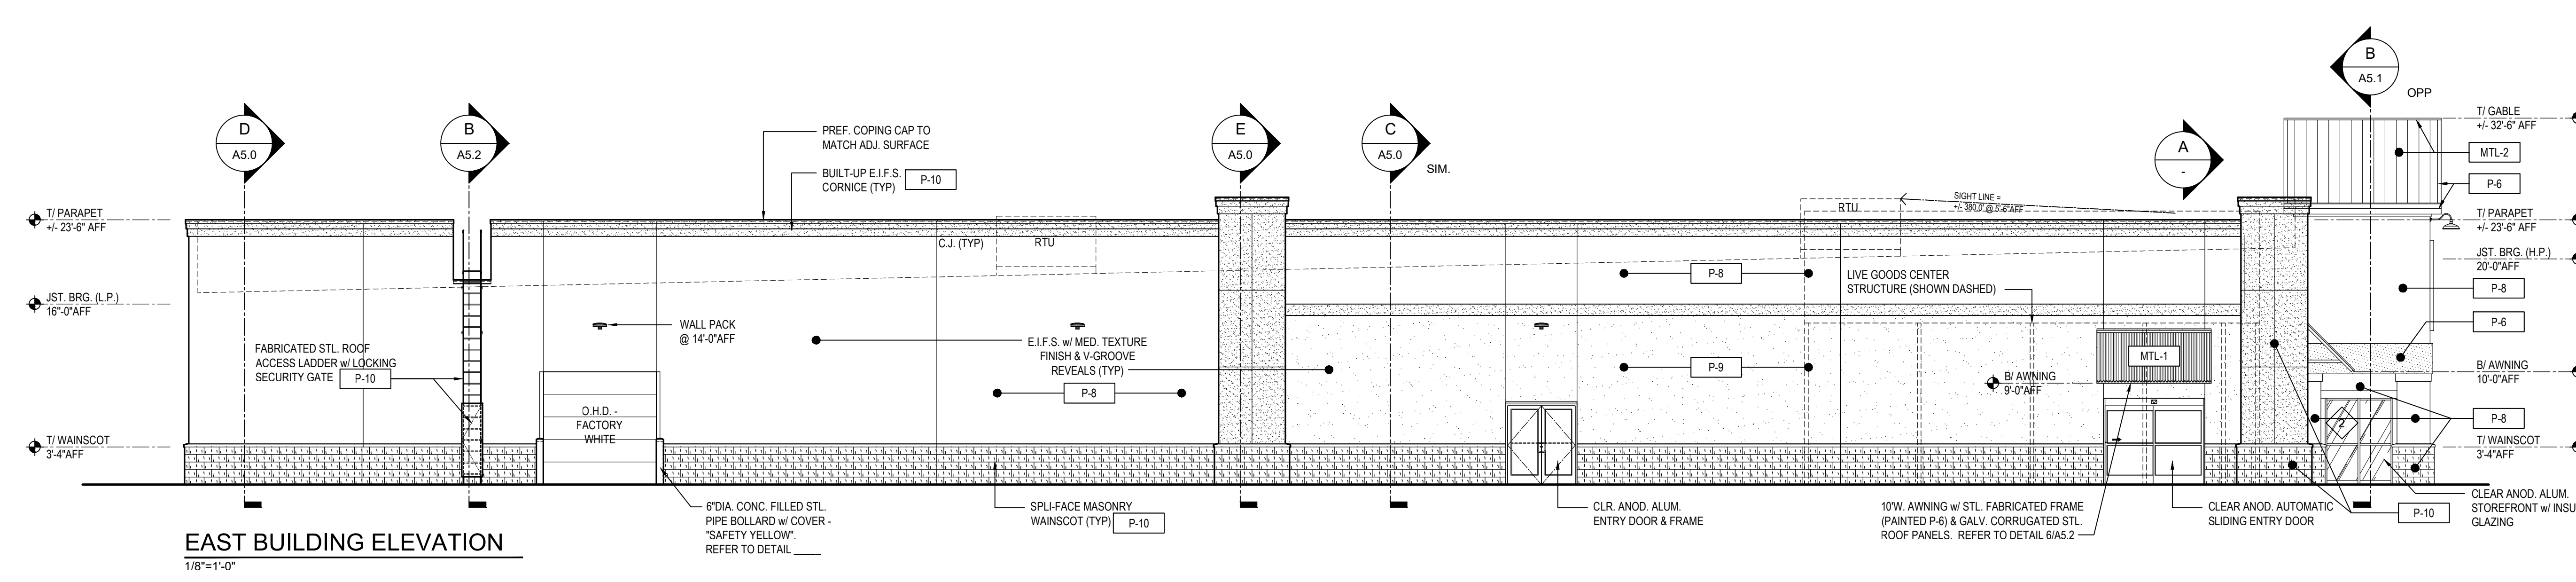 B
A5.1
OPP
T/ GABLE
+/- 32'-6" AFF
MTL-2
P-6
T/ PARAPET
+/- 23'-6" AFF
JST. BRG. (H.P.)
20'-0"AFF
P-8
P-6
B/ AWNING
10'-0"AFF
P-8
T/ WAINSCOT
3'-4"AFF
CLEAR ANOD. ALUM.
STOREFRONT w/ INSU
GLAZING
P-10
2
D
A5.0
B
A5.2
PREF. COPING CAP TO
MATCH ADJ. SURFACE
BUILT-UP E.I.F.S.
CORNICE (TYP)
P-10
E
A5.0
C
A5.0
SIM.
A
-
SIGHT LINE =
+/- 380.0' @ 5'-6"AFF
RTU
T/ PARAPET
+/- 23'-6" AFF
C.J. (TYP)
RTU
P-8
LIVE GOODS CENTER
STRUCTURE (SHOWN DASHED)
JST. BRG. (L.P.)
16"-0"AFF
WALL PACK
@ 14'-0"AFF
E.I.F.S. w/ MED. TEXTURE
FINISH & V-GROOVE
REVEALS (TYP)
P-8
FABRICATED STL. ROOF
ACCESS LADDER w/ LOCKING
SECURITY GATE
P-10
P-9
MTL-1
B/ AWNING
9'-0"AFF
O.H.D. -
FACTORY
WHITE
T/ WAINSCOT
3'-4"AFF
6"DIA. CONC. FILLED STL.
PIPE BOLLARD w/ COVER -
"SAFETY YELLOW".
REFER TO DETAIL _____
SPLI-FACE MASONRY
WAINSCOT (TYP)
P-10
CLR. ANOD. ALUM.
ENTRY DOOR & FRAME
10'W. AWNING w/ STL. FABRICATED FRAME
(PAINTED P-6) & GALV. CORRUGATED STL.
ROOF PANELS. REFER TO DETAIL 6/A5.2
CLEAR ANOD. AUTOMATIC
SLIDING ENTRY DOOR
EAST BUILDING ELEVATION
1/8"=1'-0"